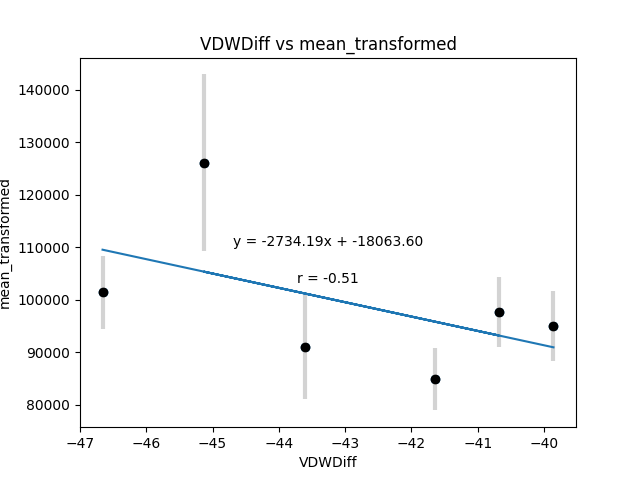 VDWDiff vs mean_transformed
140000
130000
120000
110000
100000
90000
80000
mean_transformed
y = -2734.19x + -18063.60
r = -0.51
−47 −46 −45 −44 −43 −42 −41 −40
VDWDiff